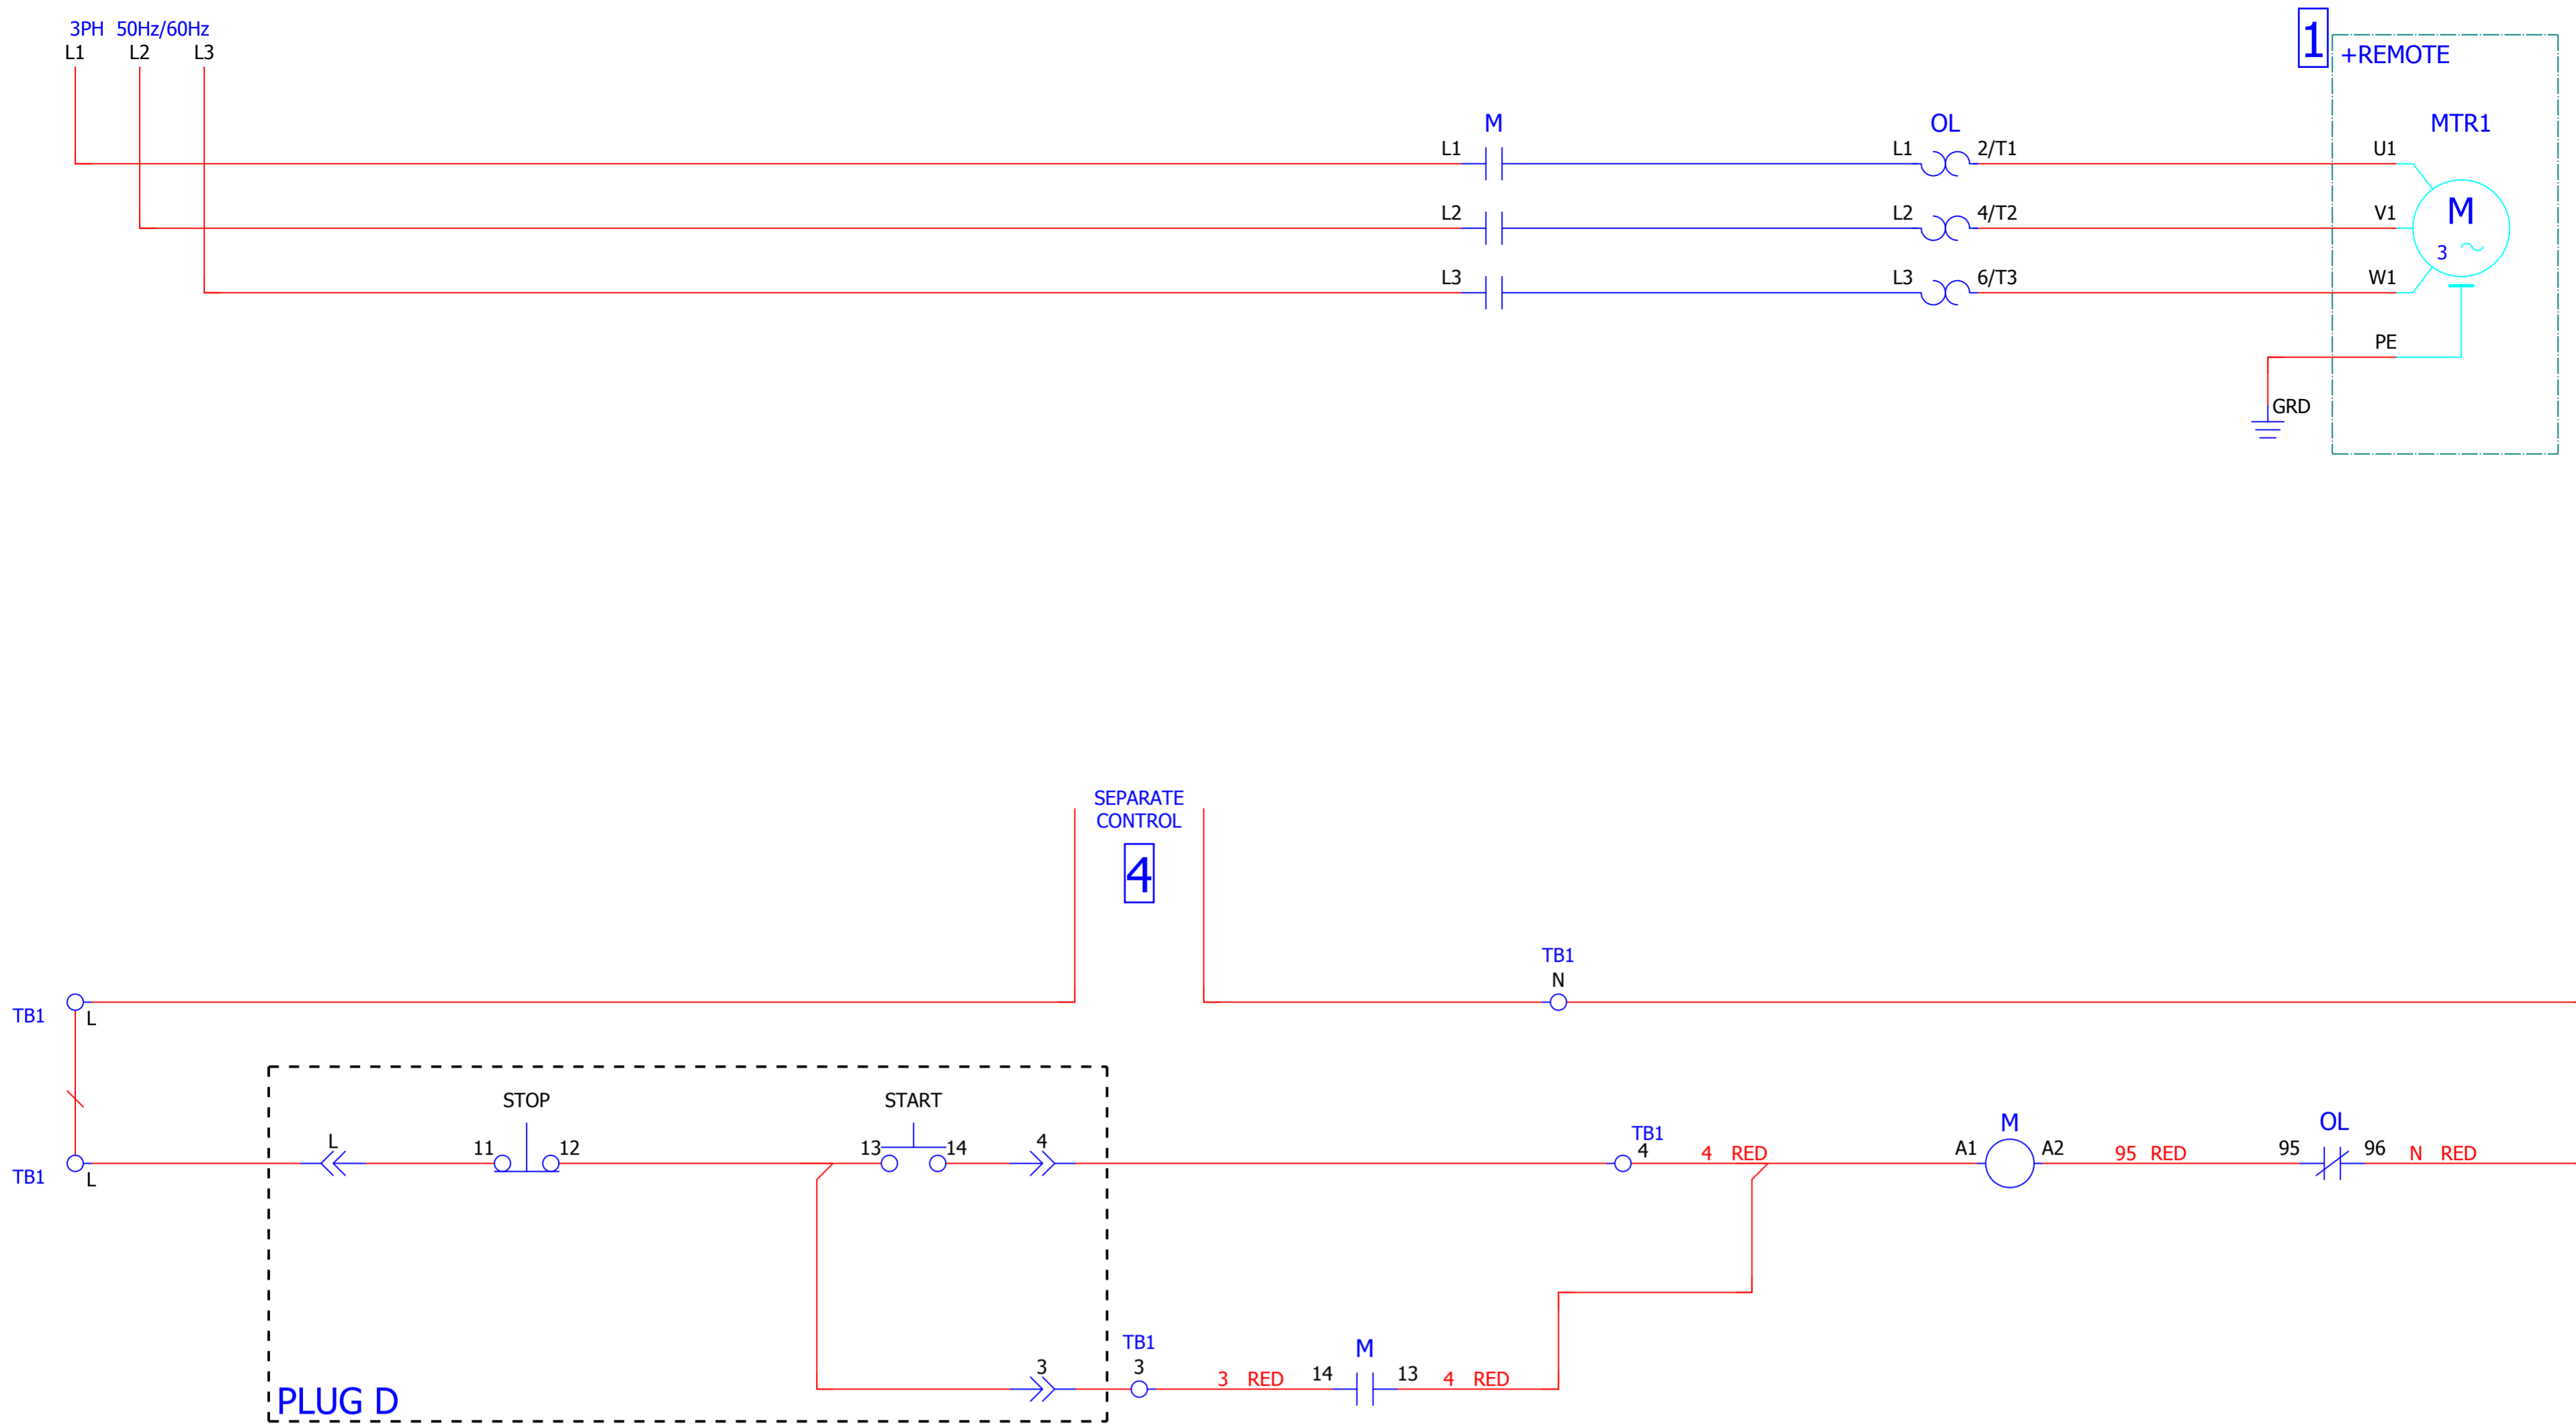 3PH 50Hz/60Hz
L1 L2 L3
1
+REMOTE
M OL MTR1
L1 L1 2/T1 U1
L2 L2 4/T2 V1
M
3
L3 L3 6/T3 W1
PE
GRD
SEPARATE
CONTROL
4
TB1
N
TB1 L
STOP START
M OL
L 11 12 13 14 4
TB1
4
4 RED
A1 A2
95 RED
95 96
N RED
TB1 L
TB1 M
3 3 3 RED 14 13 4 RED
PLUG D